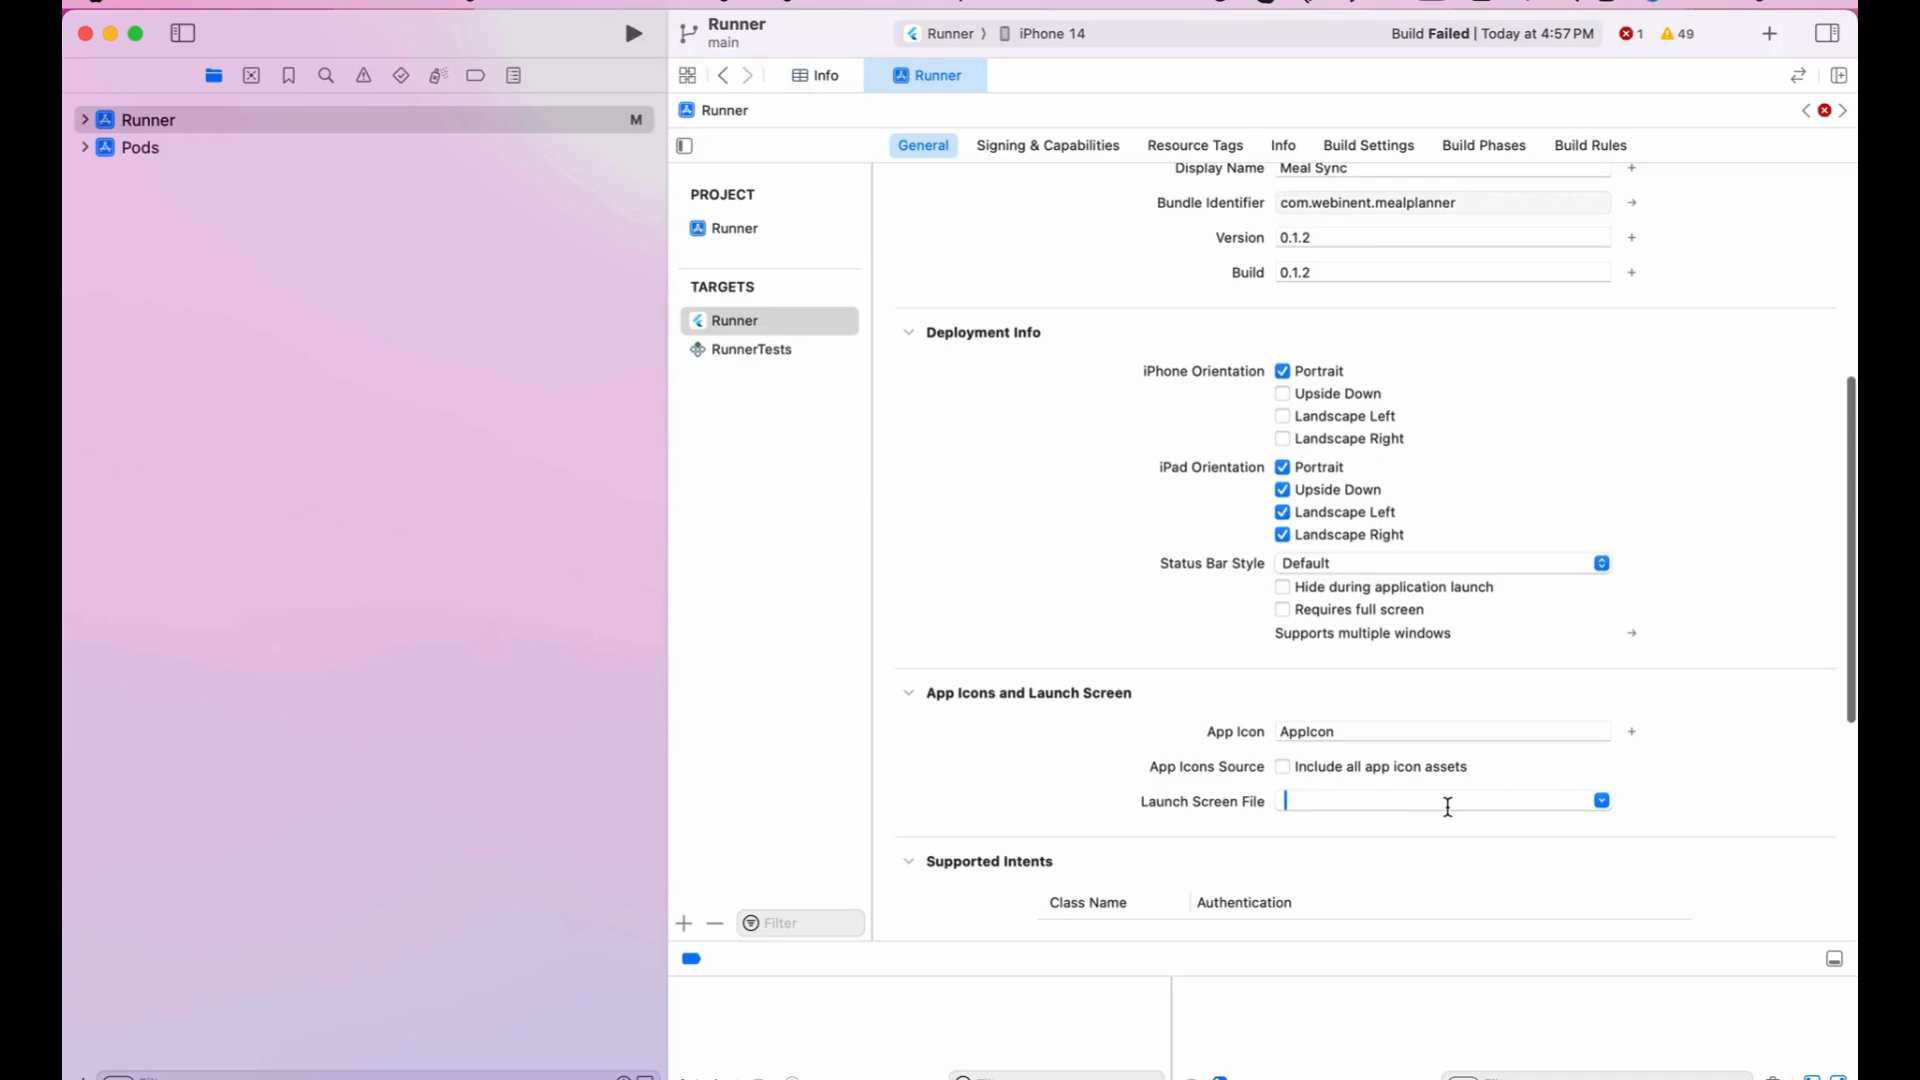 Runner
main
Runner
iPhone 14
Build Failed | Today at 4:57 PM
1
49
Info
Runner
Runner
M
Pods
Runner
General
Signing & Capabilities
Resource Tags
Info
Build Settings
Build Phases
Build Rules
PROJECT
Runner
TARGETS
Runner
RunnerTests
Filter
Display Name
Meal Sync
Bundle Identifier
com.webinent.mealplanner
Version
0.1.2
Build
0.1.2
Deployment Info
iPhone Orientation
Portrait
Upside Down
Landscape Left
Landscape Right
iPad Orientation
Portrait
Upside Down
Landscape Left
Landscape Right
Status Bar Style
Default
Hide during application launch
Requires full screen
Supports multiple windows
App Icons and Launch Screen
App Icon
AppIcon
App Icons Source
Include all app icon assets
Launch Screen File
Supported Intents
Class Name
Authentication